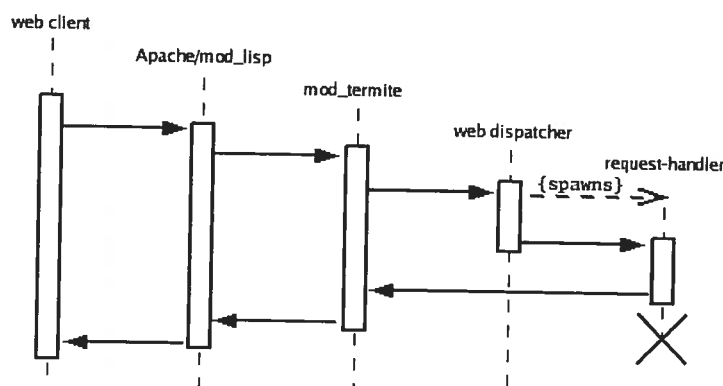 web client
Apache/mod_lisp
mod_termite
web dispatcher
request-handler
{spawns}